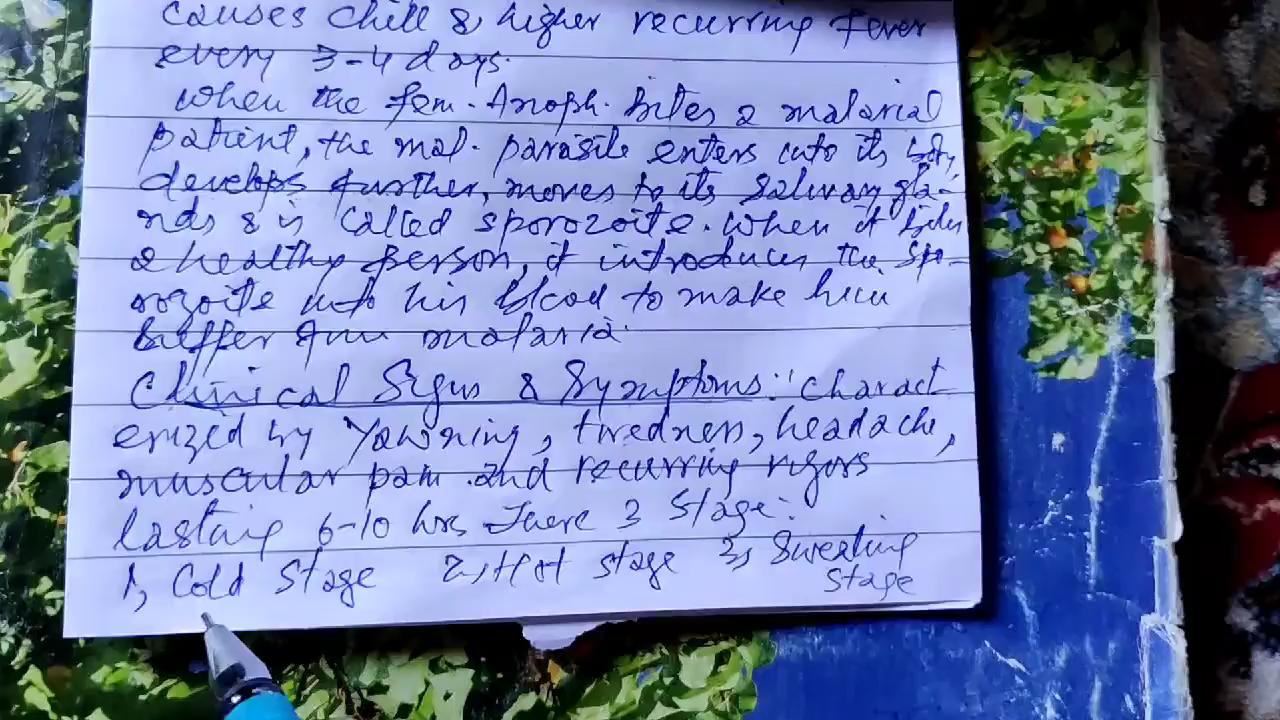 causes chill & higher recurring fever
every 3-4 days.
when the fem. Anoph. bites a malarial
patient, the mal. parasite enters into its body,
develops further, moves to its salivary gla-
nds & is called sporozoite. when it bites
a healthy person, it introduces the spo-
rozoite into his blood to make him
suffer from malaria.
Clinical Signs & Symptoms: charact
erized by Yawning, tiredness, headache,
muscular pain and recurring rigors
lasting 6-10 hrs There 3 stage:
1, Cold stage 2, Hot stage 3, Sweating
stage